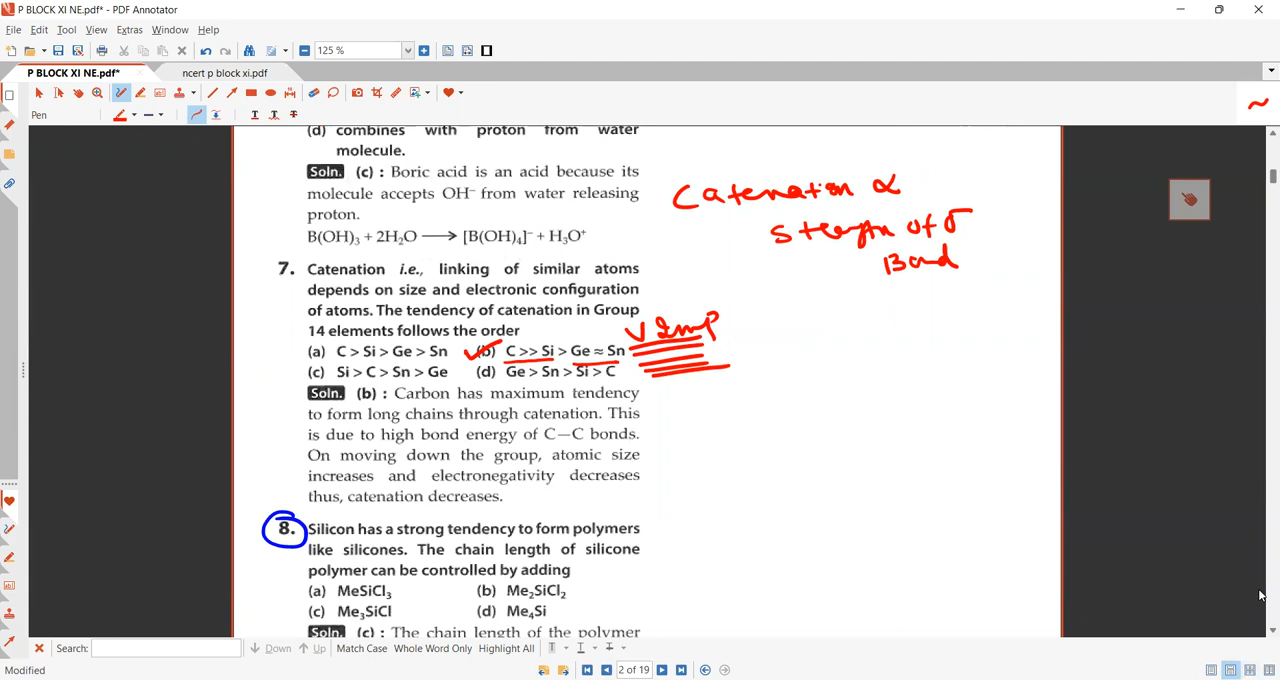 P BLOCK XI NE.pdf* - PDF Annotator
File Edit Tool View Extras Window Help
125 %
P BLOCK XI NE.pdf*
ncert p block xi.pdf
Pen
(d) combines with proton from water
molecule.
Soln. (c) : Boric acid is an acid because its
molecule accepts OH⁻ from water releasing
proton.
B(OH)₃ + 2H₂O ⟶ [B(OH)₄]⁻ + H₃O⁺
Catenation ∝
Strength of σ
Bond
7. Catenation i.e., linking of similar atoms
depends on size and electronic configuration
of atoms. The tendency of catenation in Group
14 elements follows the order
(a) C > Si > Ge > Sn (b) C >> Si > Ge ≈ Sn
V Imp
(c) Si > C > Sn > Ge (d) Ge > Sn > Si > C
Soln. (b) : Carbon has maximum tendency
to form long chains through catenation. This
is due to high bond energy of C—C bonds.
On moving down the group, atomic size
increases and electronegativity decreases
thus, catenation decreases.
8. Silicon has a strong tendency to form polymers
like silicones. The chain length of silicone
polymer can be controlled by adding
(a) MeSiCl₃ (b) Me₂SiCl₂
(c) Me₃SiCl (d) Me₄Si
Soln. (c) : The chain length of the polymer
Search: Down Up Match Case Whole Word Only Highlight All
2 of 19
Modified